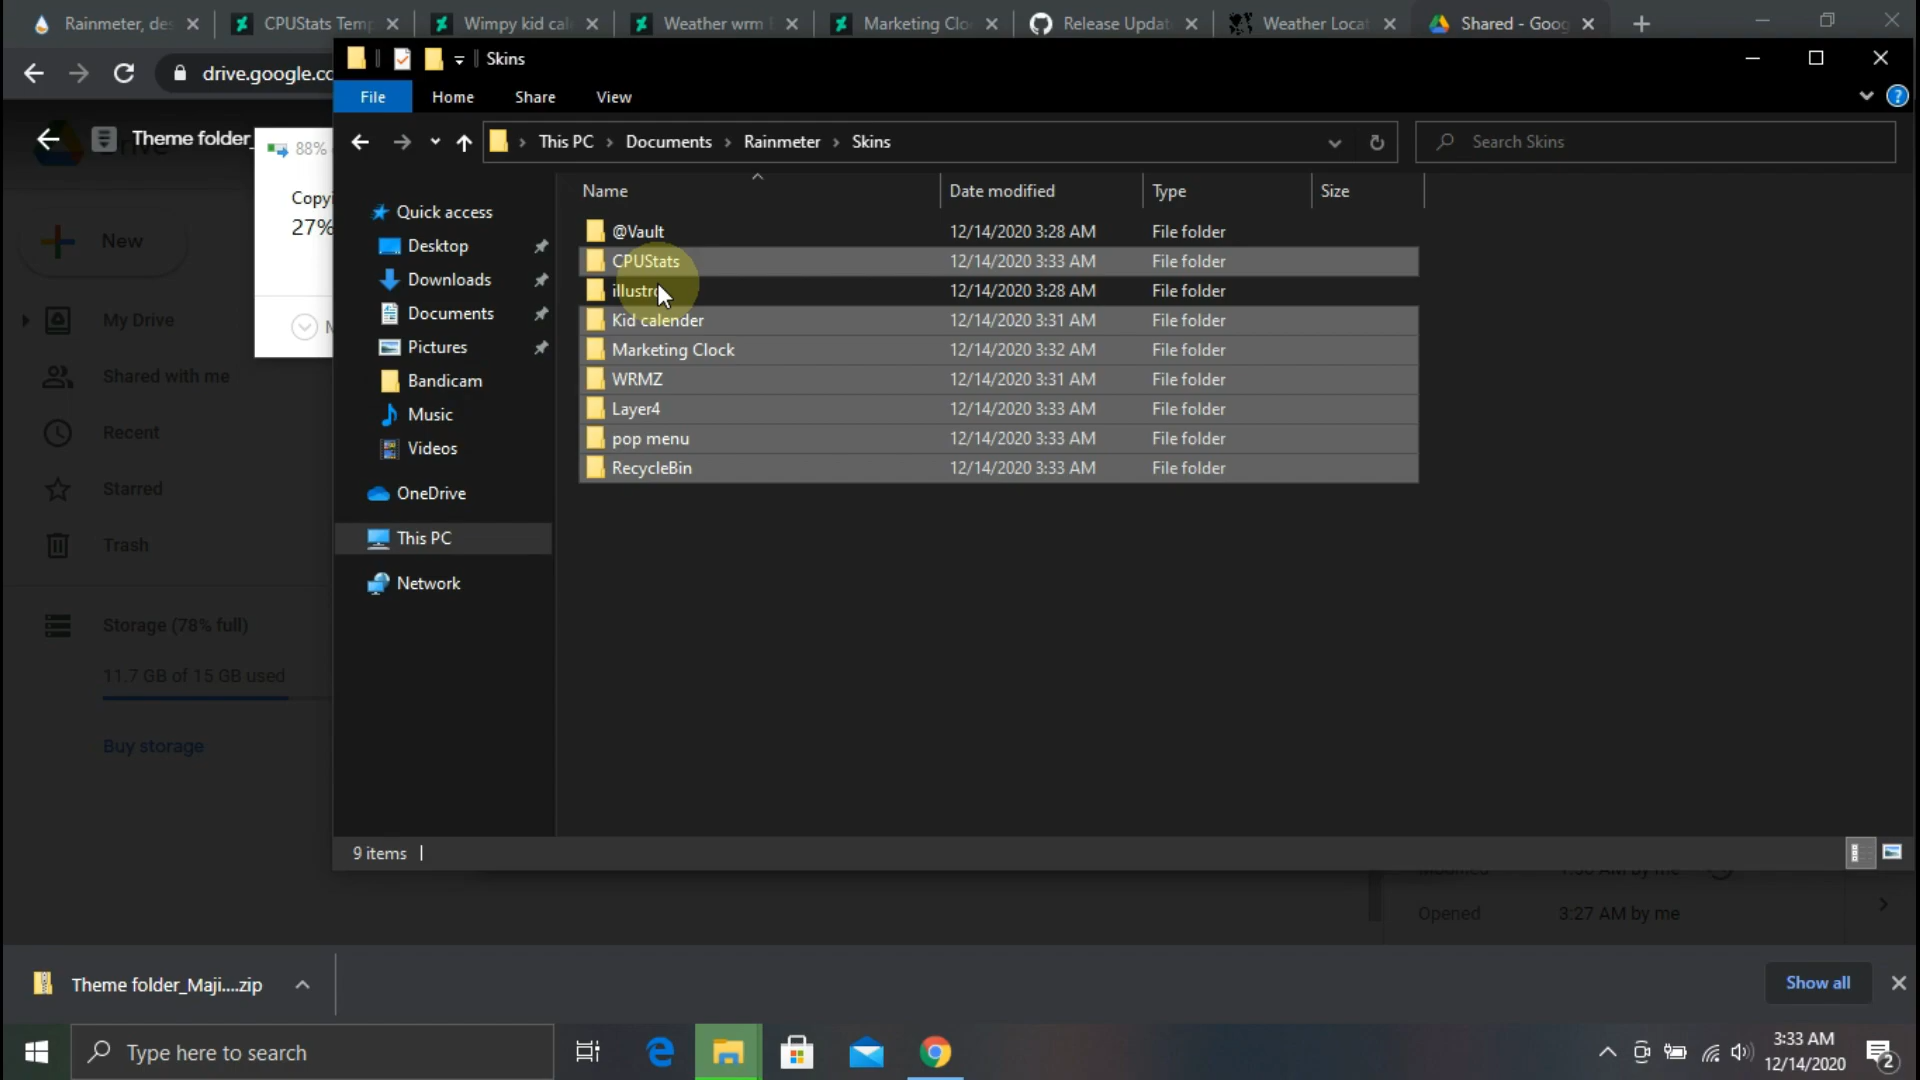 Rainmeter, des
CPUStats Temp
Wimpy kid cal
Weather wrm
Marketing Clo
Release Updat
Weather Locat
Shared - Goog
Skins
drive.google.co
File
Home
Share
View
Theme folder_
88%
This PC
Documents
Rainmeter
Skins
Search Skins
Copyi
27%
New
My Drive
Shared with me
Recent
Starred
Trash
Storage (78% full)
11.7 GB of 15 GB used
Buy storage
Quick access
Desktop
Downloads
Documents
Pictures
Bandicam
Music
Videos
OneDrive
This PC
Network
Name
Date modified
Type
Size
@Vault 12/14/2020 3:28 AM File folder
CPUStats 12/14/2020 3:33 AM File folder
illustro 12/14/2020 3:28 AM File folder
Kid calender 12/14/2020 3:31 AM File folder
Marketing Clock 12/14/2020 3:32 AM File folder
WRMZ 12/14/2020 3:31 AM File folder
Layer4 12/14/2020 3:33 AM File folder
pop menu 12/14/2020 3:33 AM File folder
RecycleBin 12/14/2020 3:33 AM File folder
9 items
Opened 3:27 AM by me
Theme folder_Maji....zip
Show all
Type here to search
3:33 AM
12/14/2020
2